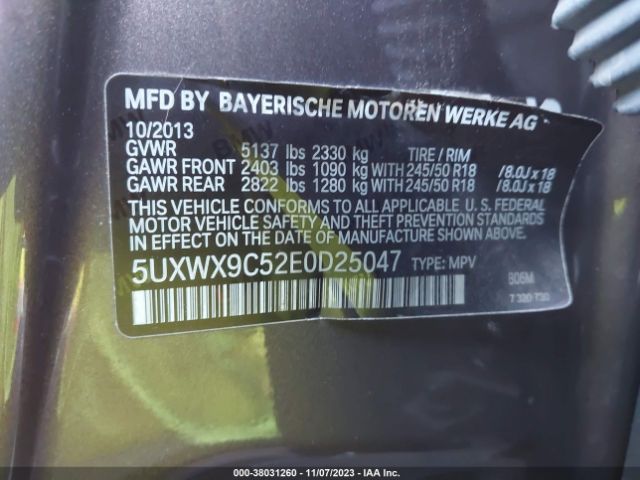 MFD BY BAYERISCHE MOTOREN WERKE AG
10/2013
GVWR 5137 lbs 2330 kg TIRE / RIM
GAWR FRONT 2403 lbs 1090 kg WITH 245/50 R18 /8.0J x 18
GAWR REAR 2822 lbs 1280 kg WITH 245/50 R18 /8.0J x 18
THIS VEHICLE CONFORMS TO ALL APPLICABLE U. S. FEDERAL
MOTOR VEHICLE SAFETY AND THEFT PREVENTION STANDARDS
IN EFFECT ON THE DATE OF MANUFACTURE SHOWN ABOVE.
5UXWX9C52E0D25047 TYPE: MPV
7 320 730
000-38031260 - 11/07/2023 - IAA Inc.